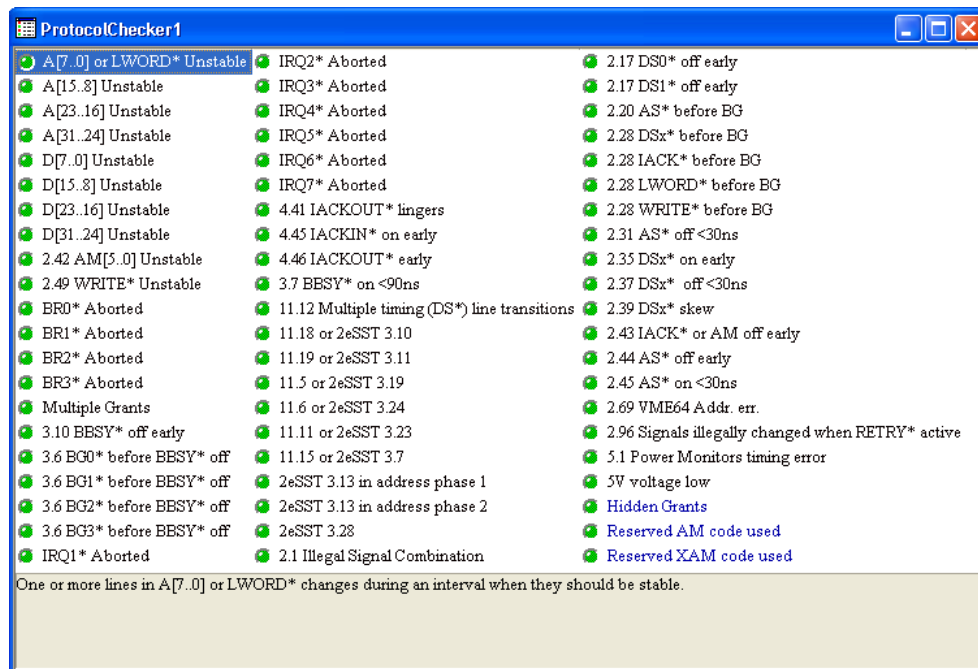 ProtocolChecker1
A[7..0] or LWORD* Unstable
A[15..8] Unstable
A[23..16] Unstable
A[31..24] Unstable
D[7..0] Unstable
D[15..8] Unstable
D[23..16] Unstable
D[31..24] Unstable
2.42 AM[5..0] Unstable
2.49 WRITE* Unstable
BR0* Aborted
BR1* Aborted
BR2* Aborted
BR3* Aborted
Multiple Grants
3.10 BBSY* off early
3.6 BG0* before BBSY* off
3.6 BG1* before BBSY* off
3.6 BG2* before BBSY* off
3.6 BG3* before BBSY* off
IRQ1* Aborted
IRQ2* Aborted
IRQ3* Aborted
IRQ4* Aborted
IRQ5* Aborted
IRQ6* Aborted
IRQ7* Aborted
4.41 IACKOUT* lingers
4.45 IACKIN* on early
4.46 IACKOUT* early
3.7 BBSY* on <90ns
11.12 Multiple timing (DS*) line transitions
11.18 or 2eSST 3.10
11.19 or 2eSST 3.11
11.5 or 2eSST 3.19
11.6 or 2eSST 3.24
11.11 or 2eSST 3.23
11.15 or 2eSST 3.7
2eSST 3.13 in address phase 1
2eSST 3.13 in address phase 2
2eSST 3.28
2.1 Illegal Signal Combination
2.17 DS0* off early
2.17 DS1* off early
2.20 AS* before BG
2.28 DSx* before BG
2.28 IACK* before BG
2.28 LWORD* before BG
2.28 WRITE* before BG
2.31 AS* off <30ns
2.35 DSx* on early
2.37 DSx*  off <30ns
2.39 DSx* skew
2.43 IACK* or AM off early
2.44 AS* off early
2.45 AS* on <30ns
2.69 VME64 Addr. err.
2.96 Signals illegally changed when RETRY* active
5.1 Power Monitors timing error
5V voltage low
Hidden Grants
Reserved AM code used
Reserved XAM code used
One or more lines in A[7..0] or LWORD* changes during an interval when they should be stable.